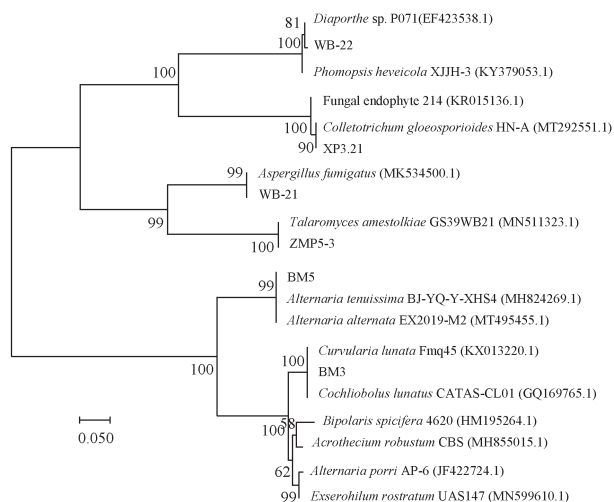 Diaporthe sp. P071(EF423538.1)
81
100
WB-22
Phomopsis heveicola XJJH-3 (KY379053.1)
100
Fungal endophyte 214 (KR015136.1)
100
Colletotrichum gloeosporioides HN-A (MT292551.1)
90
XP3.21
99
Aspergillus fumigatus (MK534500.1)
WB-21
99
Talaromyces amestolkiae GS39WB21 (MN511323.1)
100
ZMP5-3
BM5
99
Alternaria tenuissima BJ-YQ-Y-XHS4 (MH824269.1)
Alternaria alternata EX2019-M2 (MT495455.1)
100
Curvularia lunata Fmq45 (KX013220.1)
100
BM3
Cochliobolus lunatus CATAS-CL01 (GQ169765.1)
58
Bipolaris spicifera 4620 (HM195264.1)
100
Acrothecium robustum CBS (MH855015.1)
62
Alternaria porri AP-6 (JF422724.1)
99
Exserohilum rostratum UAS147 (MN599610.1)
0.050